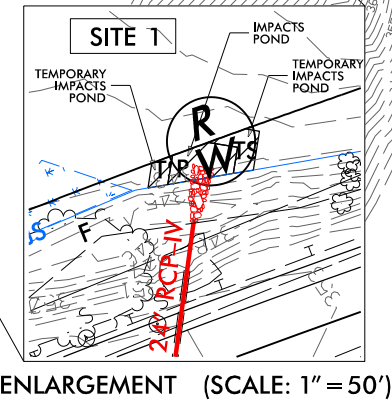 SITE 1
IMPACTS
POND
TEMPORARY
IMPACTS
POND
TEMPORARY
IMPACTS
POND
R
W
S
F
24" RCP-IV
ENLARGEMENT (SCALE: 1"=50')